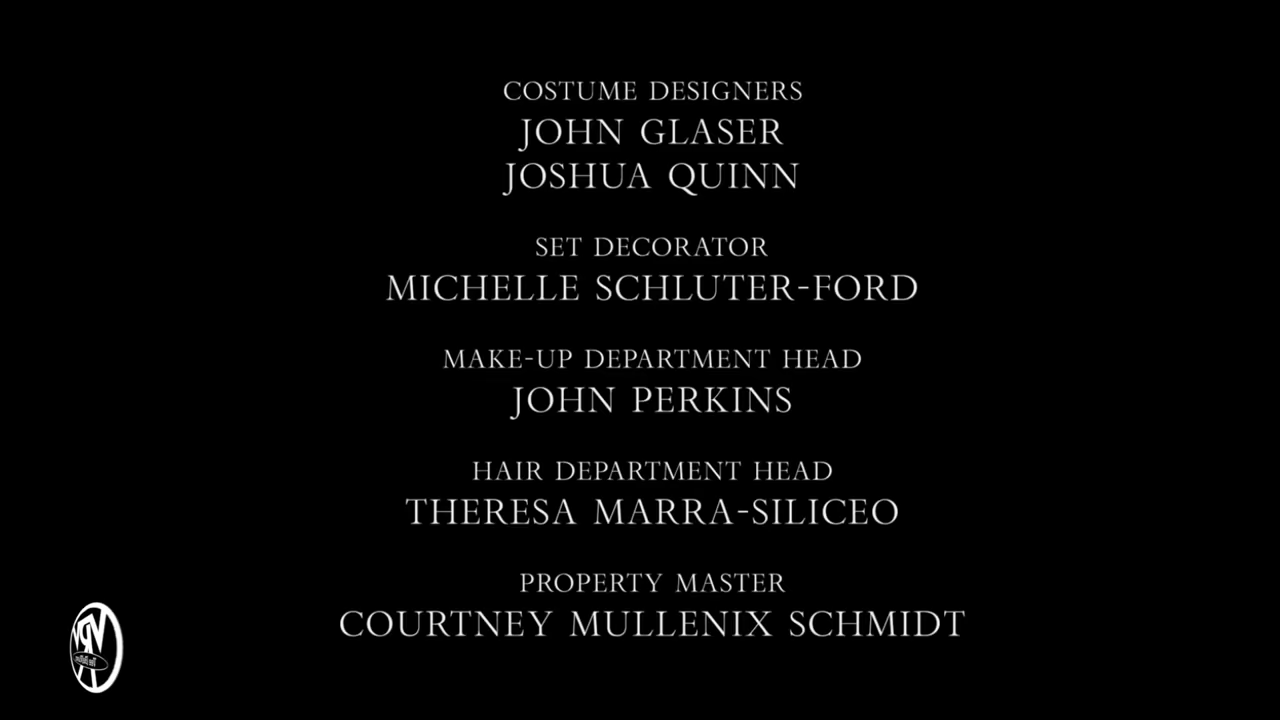 COSTUME DESIGNERS
JOHN GLASER
JOSHUA QUINN
SET DECORATOR
MICHELLE SCHLUTER-FORD
MAKE-UP DEPARTMENT HEAD
JOHN PERKINS
HAIR DEPARTMENT HEAD
THERESA MARRA-SILICEO
PROPERTY MASTER
COURTNEY MULLENIX SCHMIDT